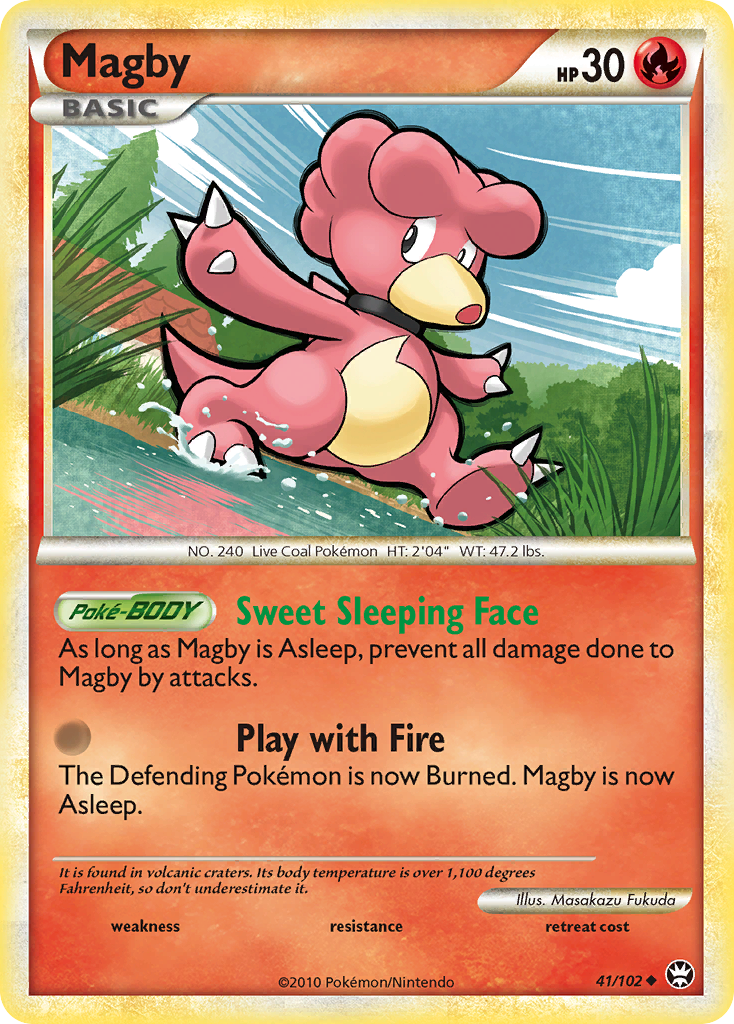 Magby
HP 30
BASIC
NO. 240 Live Coal Pokémon HT: 2'04" WT: 47.2 lbs.
Poké-BODY Sweet Sleeping Face
As long as Magby is Asleep, prevent all damage done to
Magby by attacks.
Play with Fire
The Defending Pokémon is now Burned. Magby is now
Asleep.
It is found in volcanic craters. Its body temperature is over 1,100 degrees
Fahrenheit, so don't underestimate it.
Illus. Masakazu Fukuda
weakness resistance retreat cost
©2010 Pokémon/Nintendo 41/102